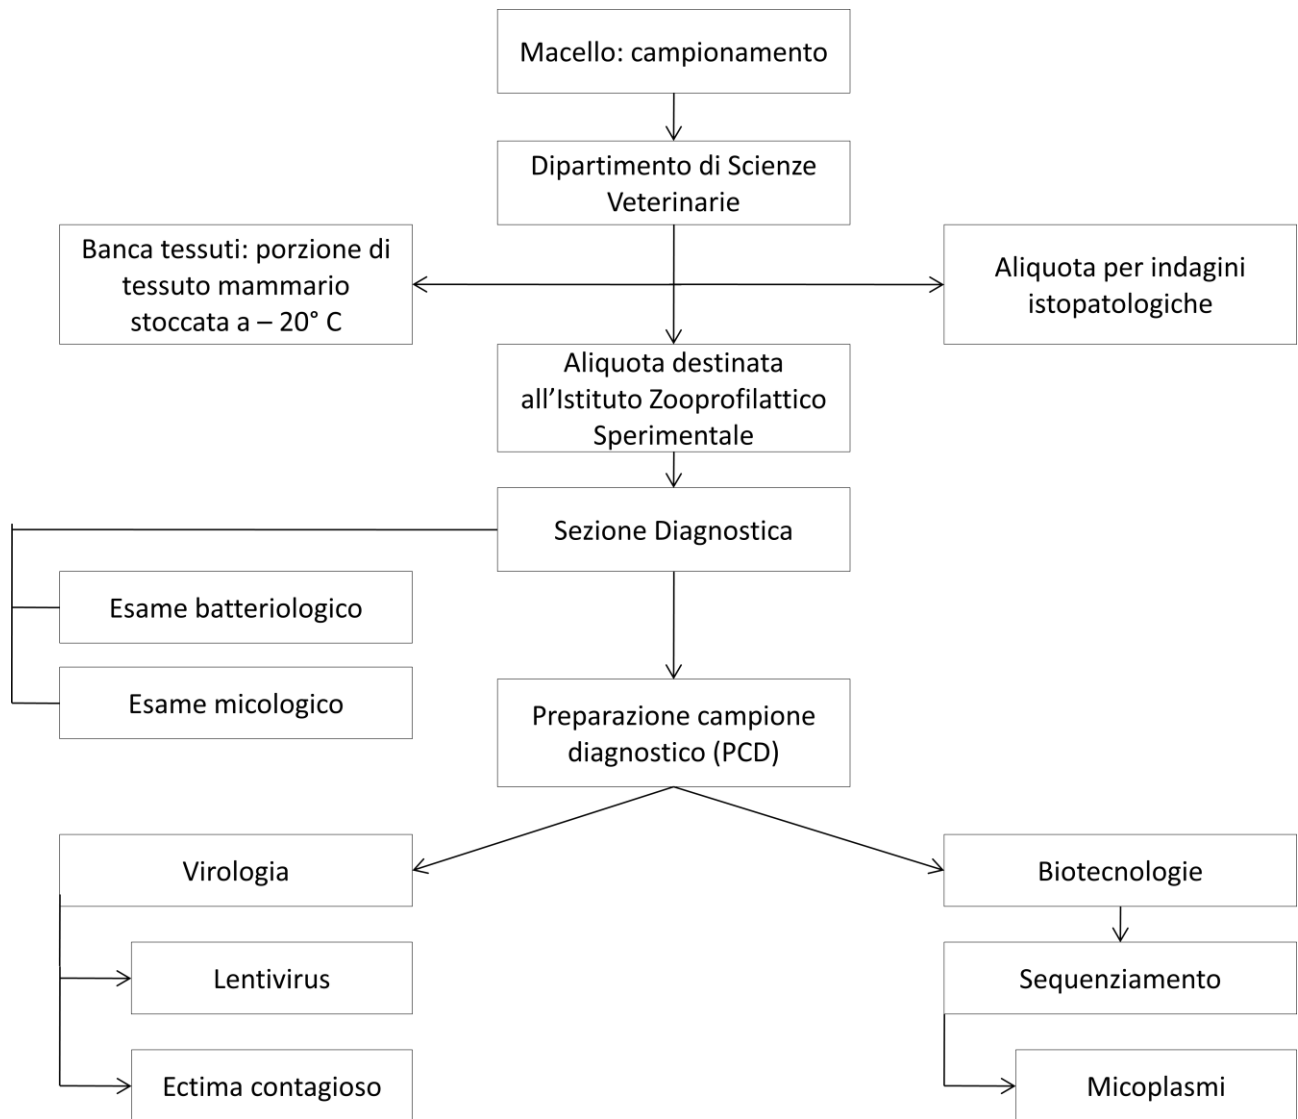 Macello: campionamento
Dipartimento di Scienze
Veterinarie
Banca tessuti: porzione di
tessuto mammario
stoccata a – 20° C
Aliquota per indagini
istopatologiche
Aliquota destinata
all’Istituto Zooprofilattico
Sperimentale
Sezione Diagnostica
Esame batteriologico
Esame micologico
Preparazione campione
diagnostico (PCD)
Virologia
Biotecnologie
Lentivirus
Sequenziamento
Ectima contagioso
Micoplasmi